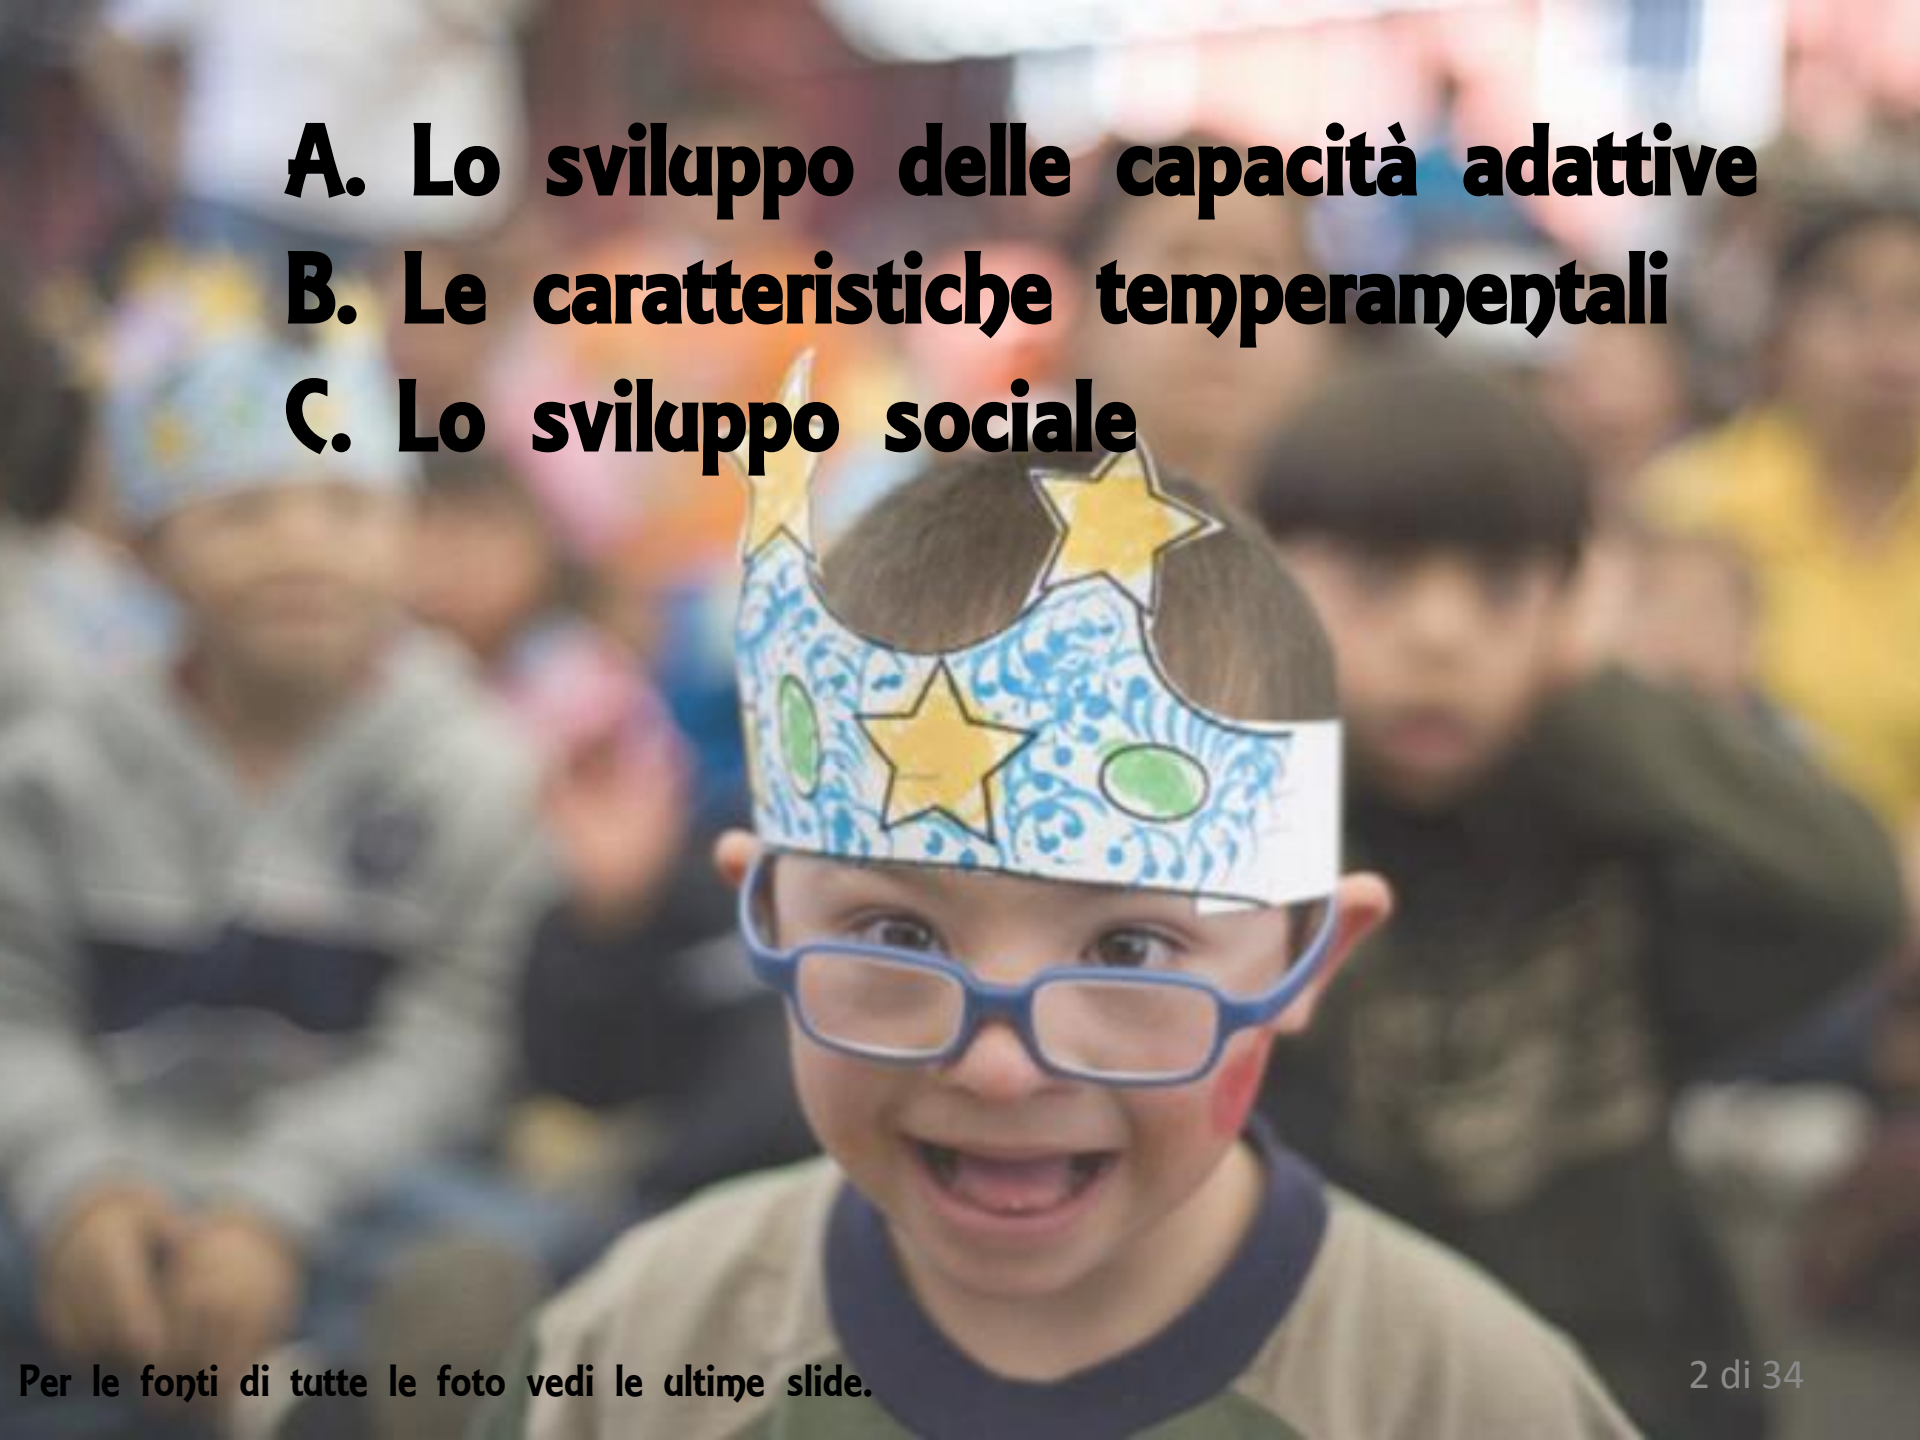 A. Lo sviluppo delle capacità adattive
B. Le caratteristiche temperamentali
C. Lo sviluppo sociale
Per le fonti di tutte le foto vedi le ultime slide.
2 di 34